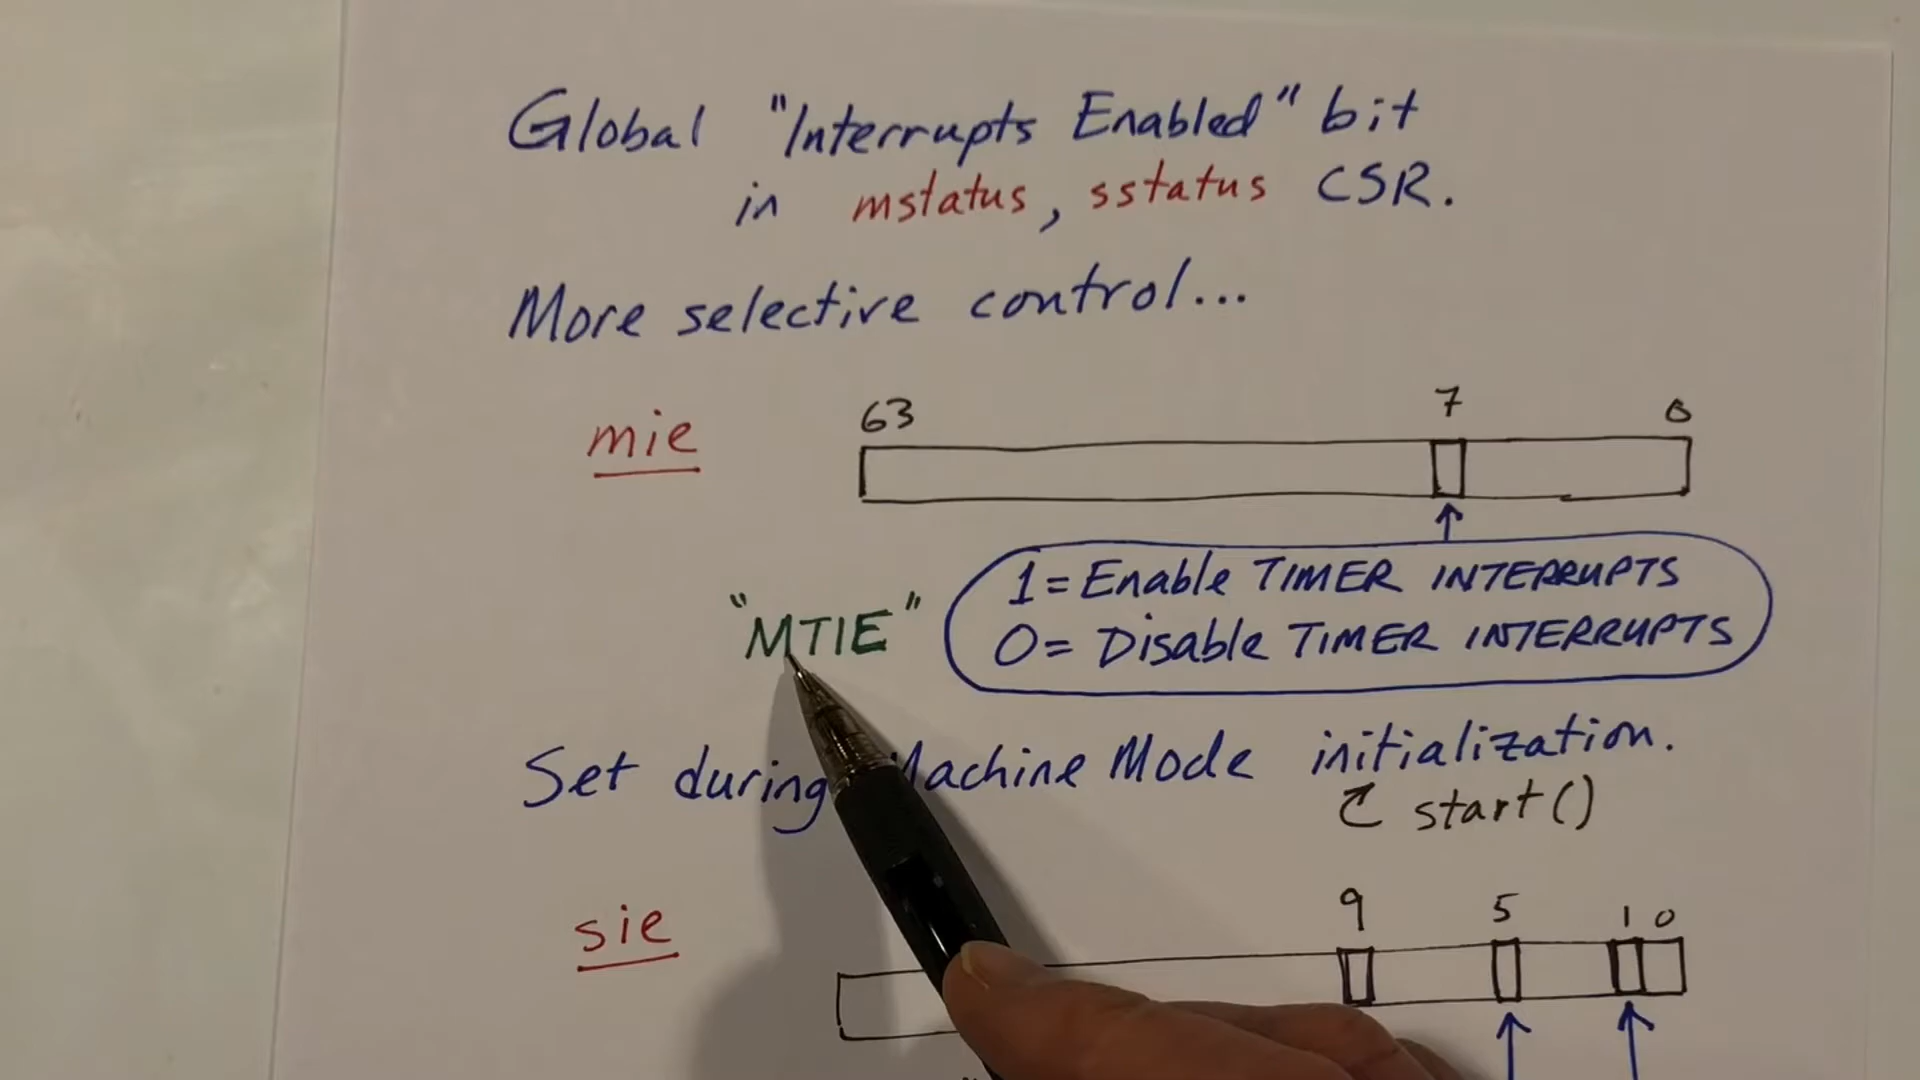 Global "Interrupts Enabled" bit
in mstatus, sstatus CSR.
More selective control...
mie
63 7 0
1 = Enable TIMER INTERRUPTS
"MTIE"
0 = Disable TIMER INTERRUPTS
Set during Machine Mode initialization.
start()
sie
9 5 1 0